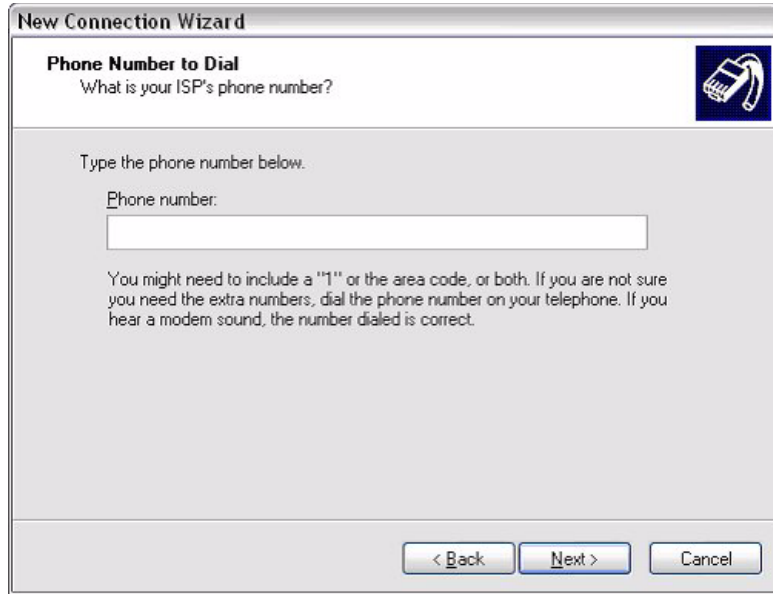 New Connection Wizard
Phone Number to Dial
What is your ISP's phone number?
Type the phone number below.
Phone number:
You might need to include a "1" or the area code, or both. If you are not sure
you need the extra numbers, dial the phone number on your telephone. If you
hear a modem sound, the number dialed is correct.
< Back Next > Cancel